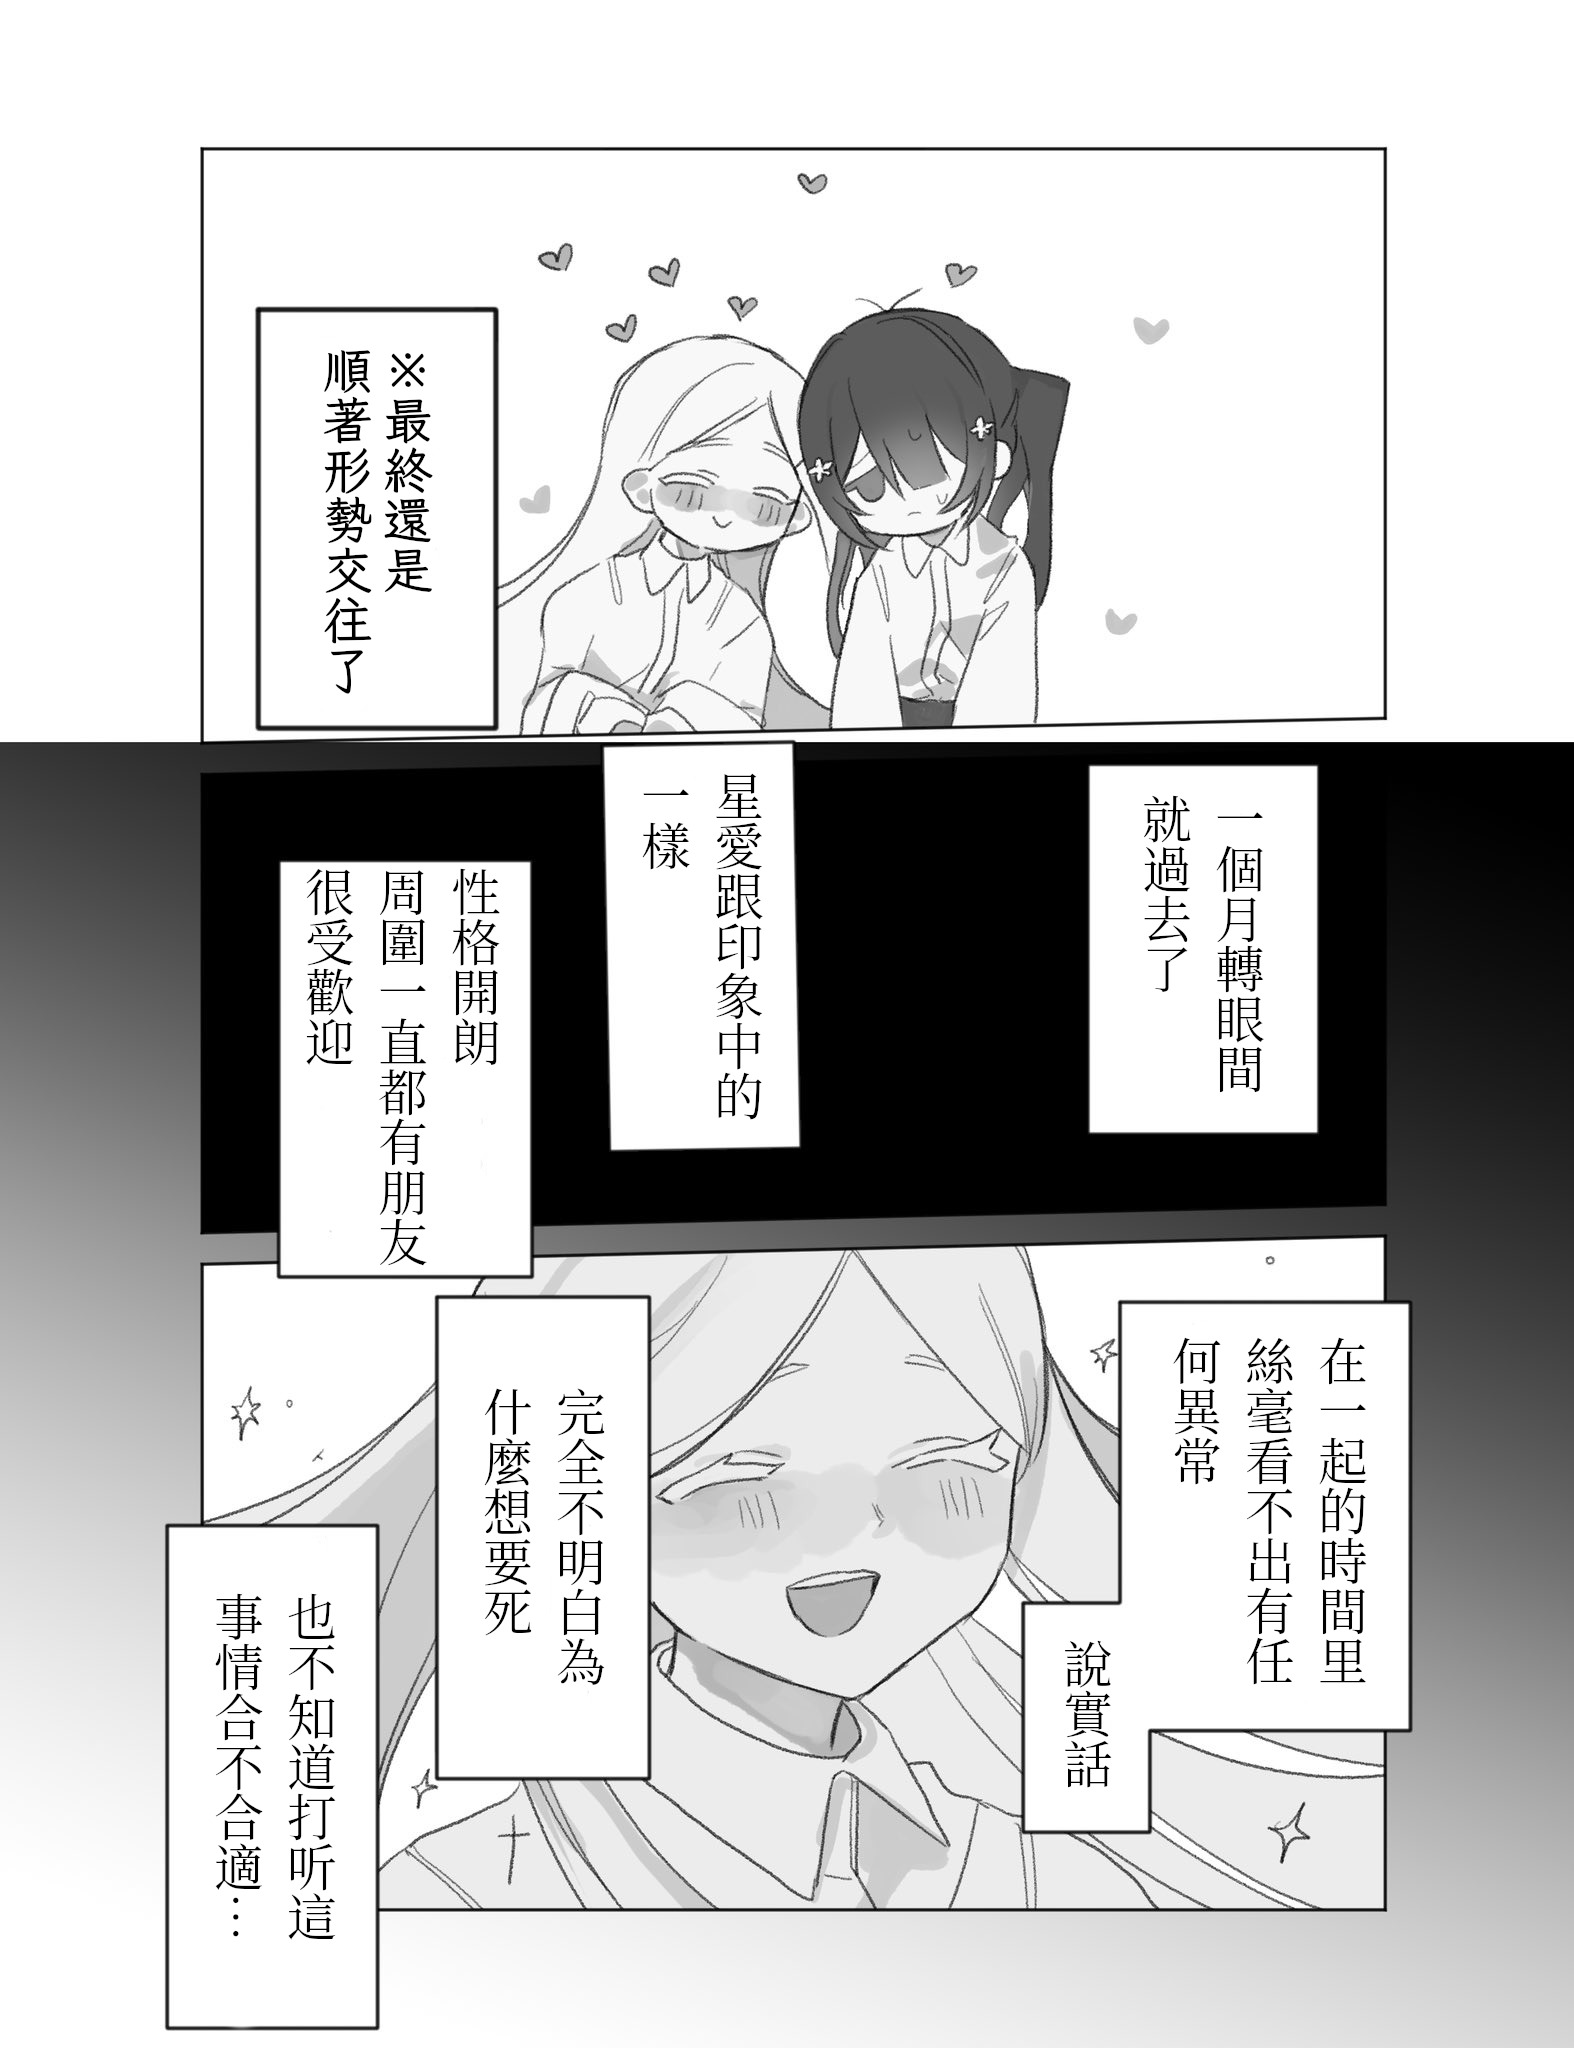 ※最終還是
順著形勢交往了
一個月轉眼間
就過去了
星愛跟印象中的
一樣
性格開朗
周圍一直都有朋友
很受歡迎
在一起的時間里
絲毫看不出有任
何異常
說實話
完全不明白為
什麼想要死
也不知道打听這
事情合不合適…